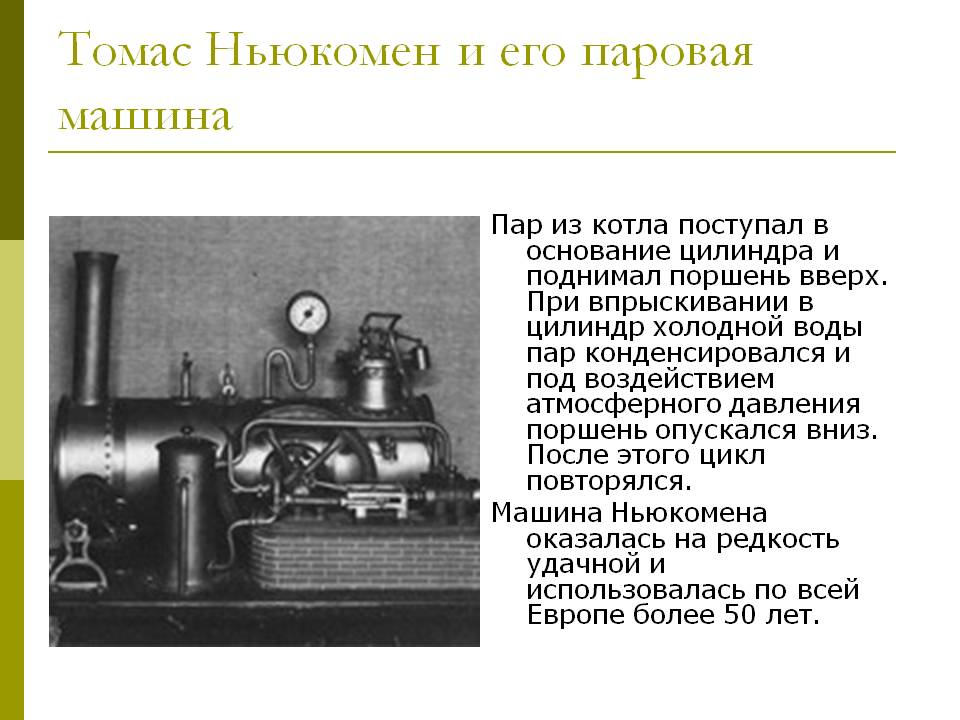 Томас Ньюкомен и его паровая
машина
Пар из котла поступал в
основание цилиндра и
поднимал поршень вверх.
При впрыскивании в
цилиндр холодной воды
пар конденсировался и
под воздействием
атмосферного давления
поршень опускался вниз.
После этого цикл
повторялся.
Машина Ньюкомена
оказалась на редкость
удачной и
использовалась по всей
Европе более 50 лет.